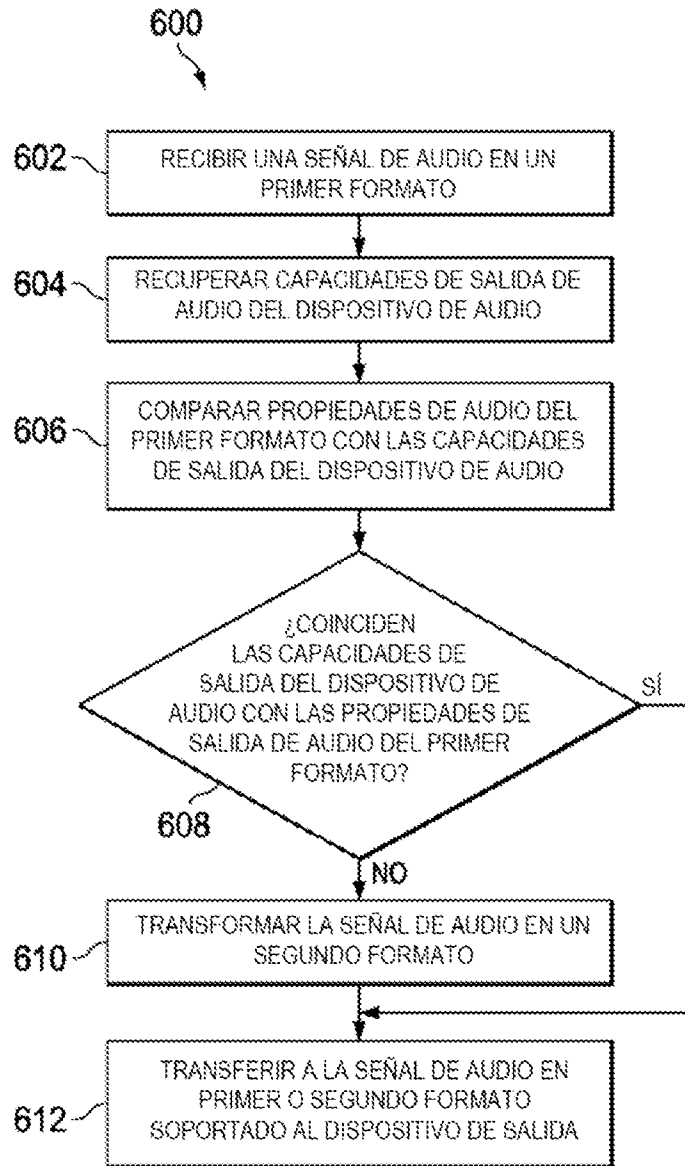 600
602
RECIBIR UNA SEÑAL DE AUDIO EN UN
PRIMER FORMATO
604
RECUPERAR CAPACIDADES DE SALIDA DE
AUDIO DEL DISPOSITIVO DE AUDIO
606
COMPARAR PROPIEDADES DE AUDIO DEL
PRIMER FORMATO CON LAS CAPACIDADES
DE SALIDA DEL DISPOSITIVO DE AUDIO
¿COINCIDEN
LAS CAPACIDADES DE
SALIDA DEL DISPOSITIVO DE
AUDIO CON LAS PROPIEDADES DE
SALIDA DE AUDIO DEL PRIMER
FORMATO?
SÍ
608
NO
610
TRANSFORMAR LA SEÑAL DE AUDIO EN UN
SEGUNDO FORMATO
612
TRANSFERIR A LA SEÑAL DE AUDIO EN
PRIMER O SEGUNDO FORMATO
SOPORTADO AL DISPOSITIVO DE SALIDA